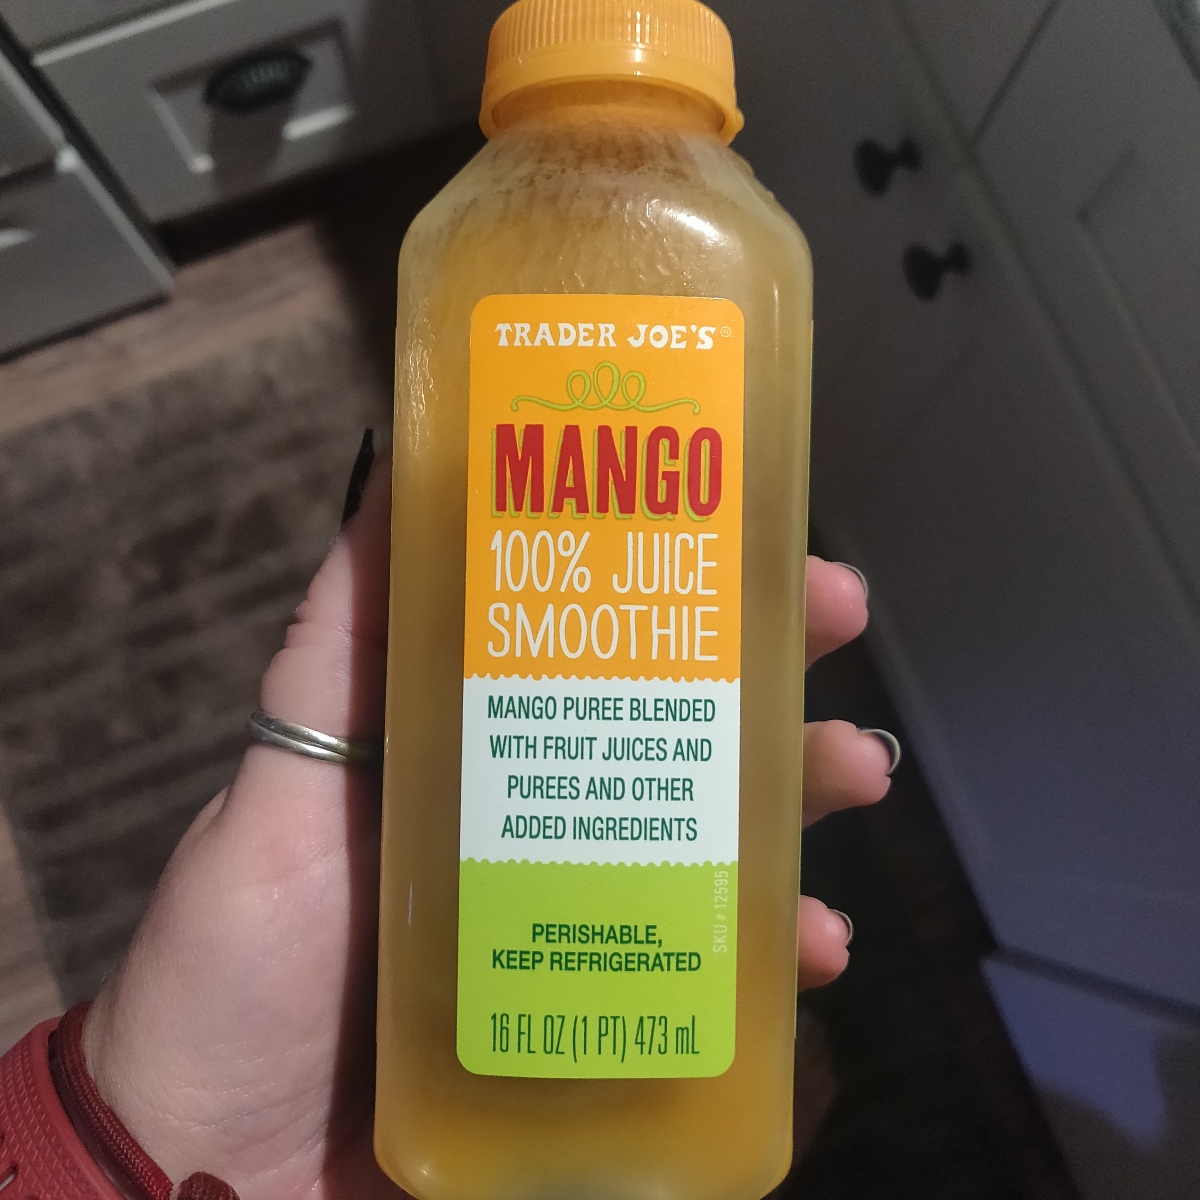 TRADER JOE'S®
MANGO
100% JUICE
SMOOTHIE
MANGO PUREE BLENDED
WITH FRUIT JUICES AND
PUREES AND OTHER
ADDED INGREDIENTS
SKU # 12595
PERISHABLE,
KEEP REFRIGERATED
16 FL OZ (1 PT) 473 mL